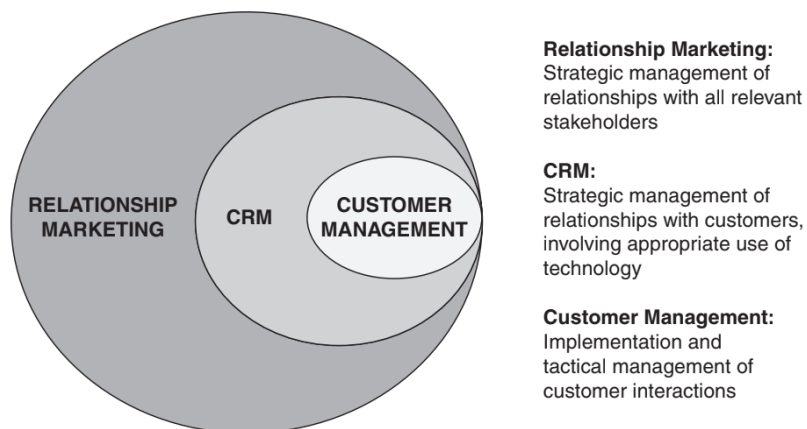 RELATIONSHIP
MARKETING
CRM
CUSTOMER
MANAGEMENT
Relationship Marketing:
Strategic management of
relationships with all relevant
stakeholders
CRM:
Strategic management of
relationships with customers,
involving appropriate use of
technology
Customer Management:
Implementation and
tactical management of
customer interactions